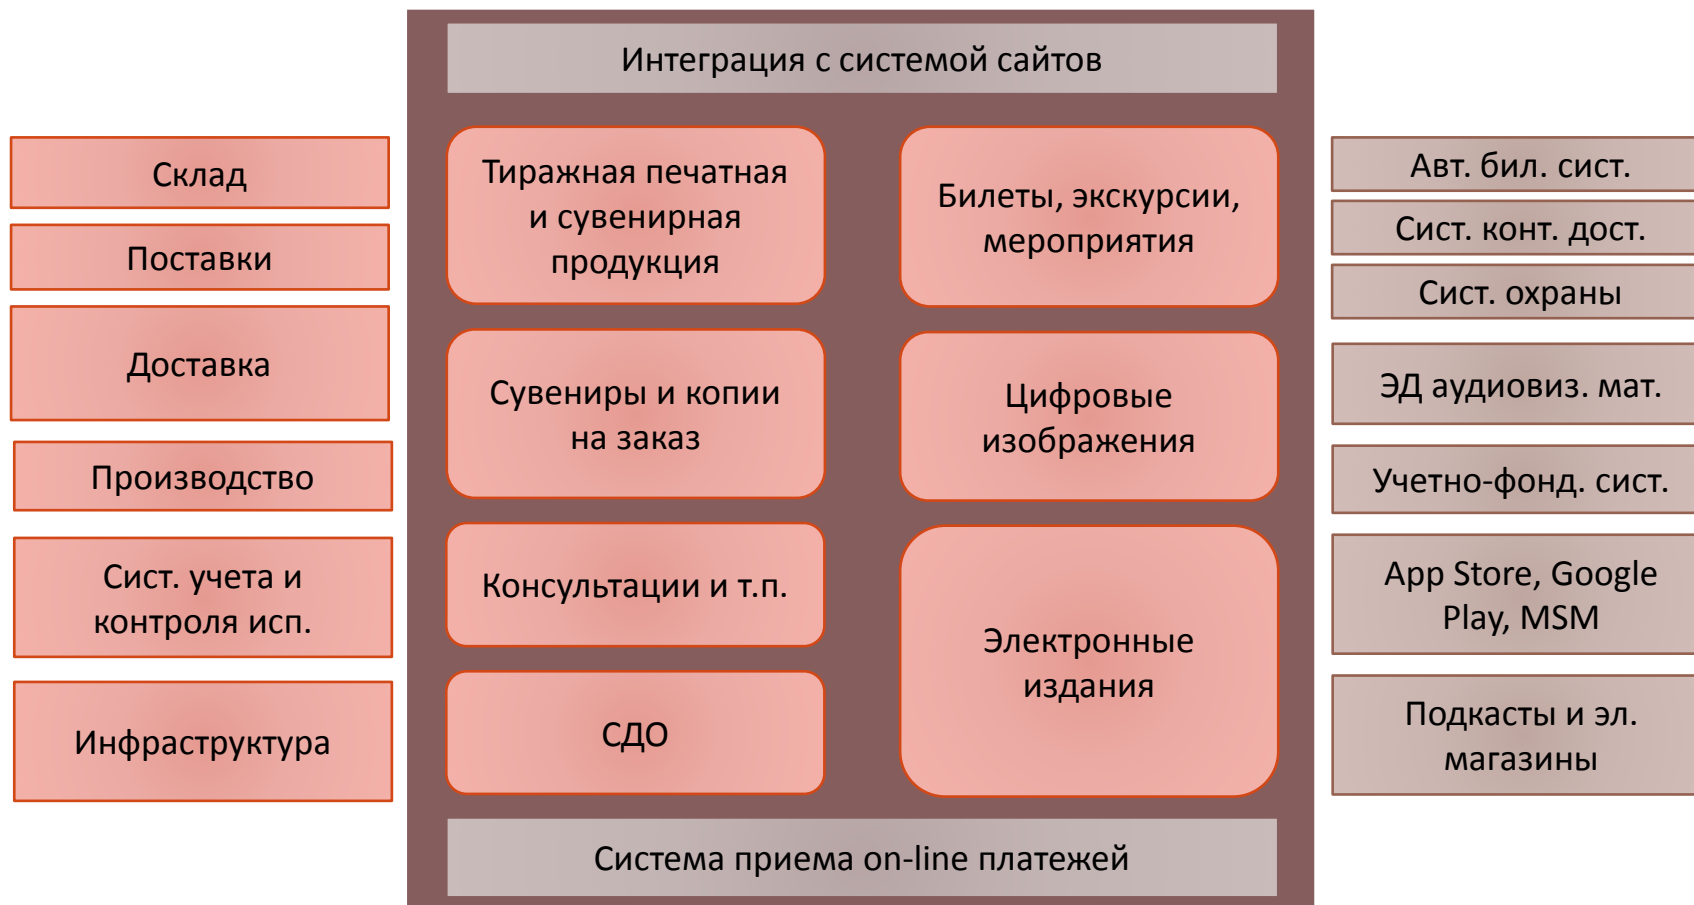 Интеграция с системой сайтов
Склад
Поставки
Доставка
Производство
Сист. учета и
контроля исп.
Инфраструктура
Тиражная печатная
и сувенирная
продукция
Сувениры и копии
на заказ
Консультации и т.п.
СДО
Билеты, экскурсии,
мероприятия
Цифровые
изображения
Электронные
издания
Авт. бил. сист.
Сист. конт. дост.
Сист. охраны
ЭД аудиовиз. мат.
Учетно-фонд. сист.
App Store, Google
Play, MSM
Подкасты и эл.
магазины
Система приема on-line платежей